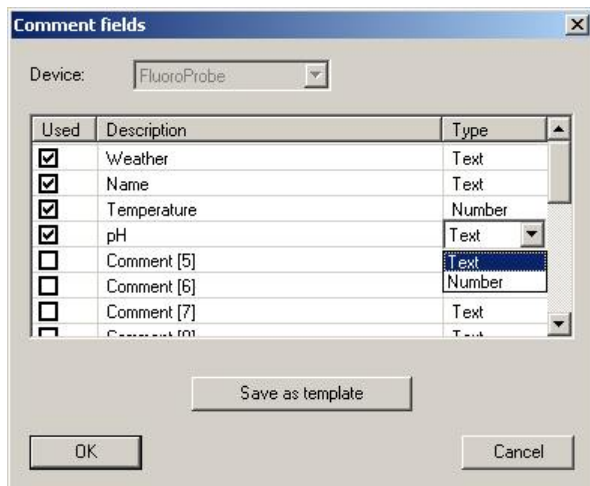 Comment fields
Device: FluoroProbe
Used Description Type
Weather Text
Name Text
Temperature Number
pH Text
Comment [5] Text
Comment [6] Number
Comment [7] Text
Save as template
OK Cancel